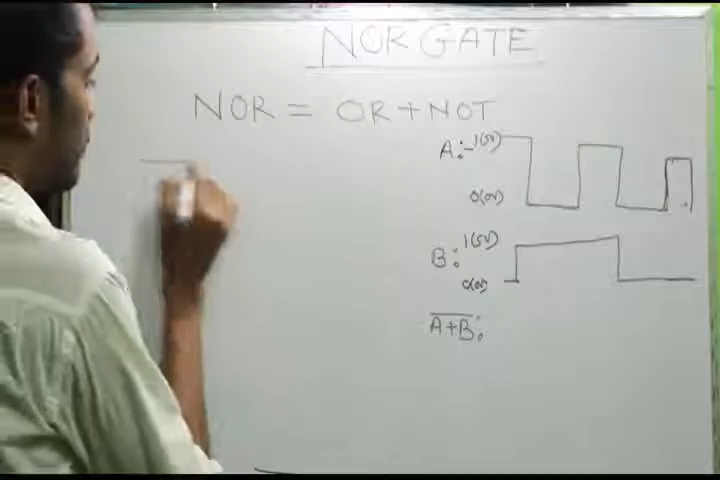 NOR GATE
NOR = OR + NOT
A:- 1(5V)
0(0V)
B: 1(5V)
0(0V)
A+B: